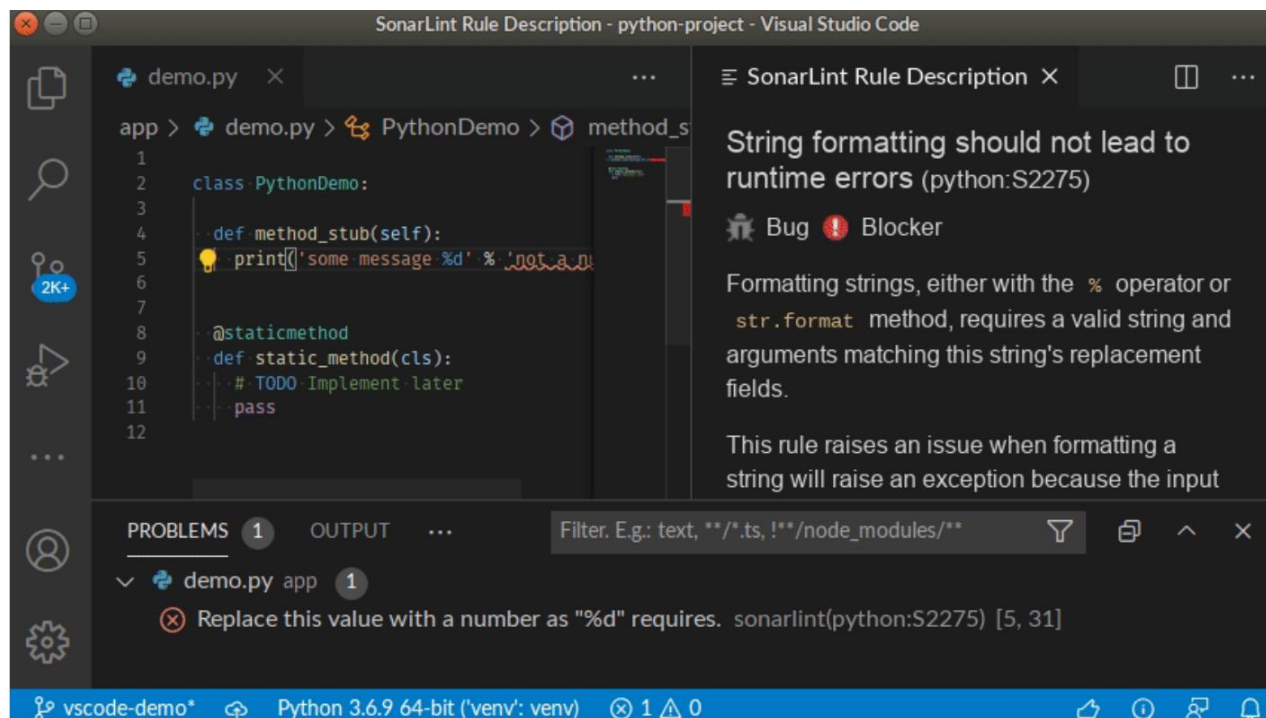 SonarLint Rule Description - python-project - Visual Studio Code
demo.py
app > demo.py > PythonDemo > method_s
1
2 class PythonDemo:
3
4 def method_stub(self):
5 print('some message %d' % 'not a nu
6
7
8 @staticmethod
9 def static_method(cls):
10 # TODO Implement later
11 pass
12
SonarLint Rule Description
String formatting should not lead to
runtime errors (python:S2275)
Bug Blocker
Formatting strings, either with the % operator or
str.format method, requires a valid string and
arguments matching this string's replacement
fields.
This rule raises an issue when formatting a
string will raise an exception because the input
2K+
PROBLEMS 1 OUTPUT ... Filter. E.g.: text, **/*.ts, !**/node_modules/**
demo.py app 1
Replace this value with a number as "%d" requires. sonarlint(python:S2275) [5, 31]
vscode-demo* Python 3.6.9 64-bit ('venv': venv) 1 0